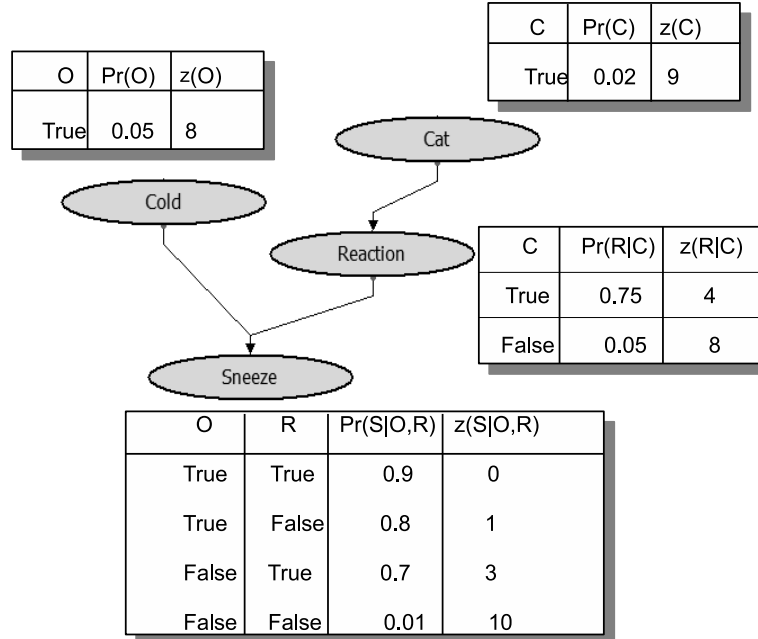 C Pr(C) z(C)
True 0.02 9
O Pr(O) z(O)
True 0.05 8
Cat
Cold
Reaction
C Pr(R|C) z(R|C)
True 0.75 4
False 0.05 8
Sneeze
O R Pr(S|O,R) z(S|O,R)
True True 0.9 0
True False 0.8 1
False True 0.7 3
False False 0.01 10